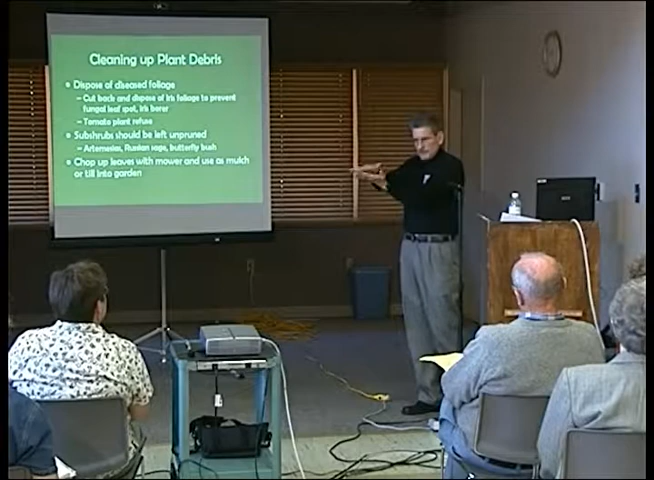 Cleaning up Plant Debris
• Dispose of diseased foliage
– Cut back and dispose of iris foliage to prevent
fungal leaf spot, iris borer
– Tomato plant refuse
• Subshrubs should be left unpruned
– Artemesias, Russian sage, butterfly bush
• Chop up leaves with mower and use as mulch
or till into garden